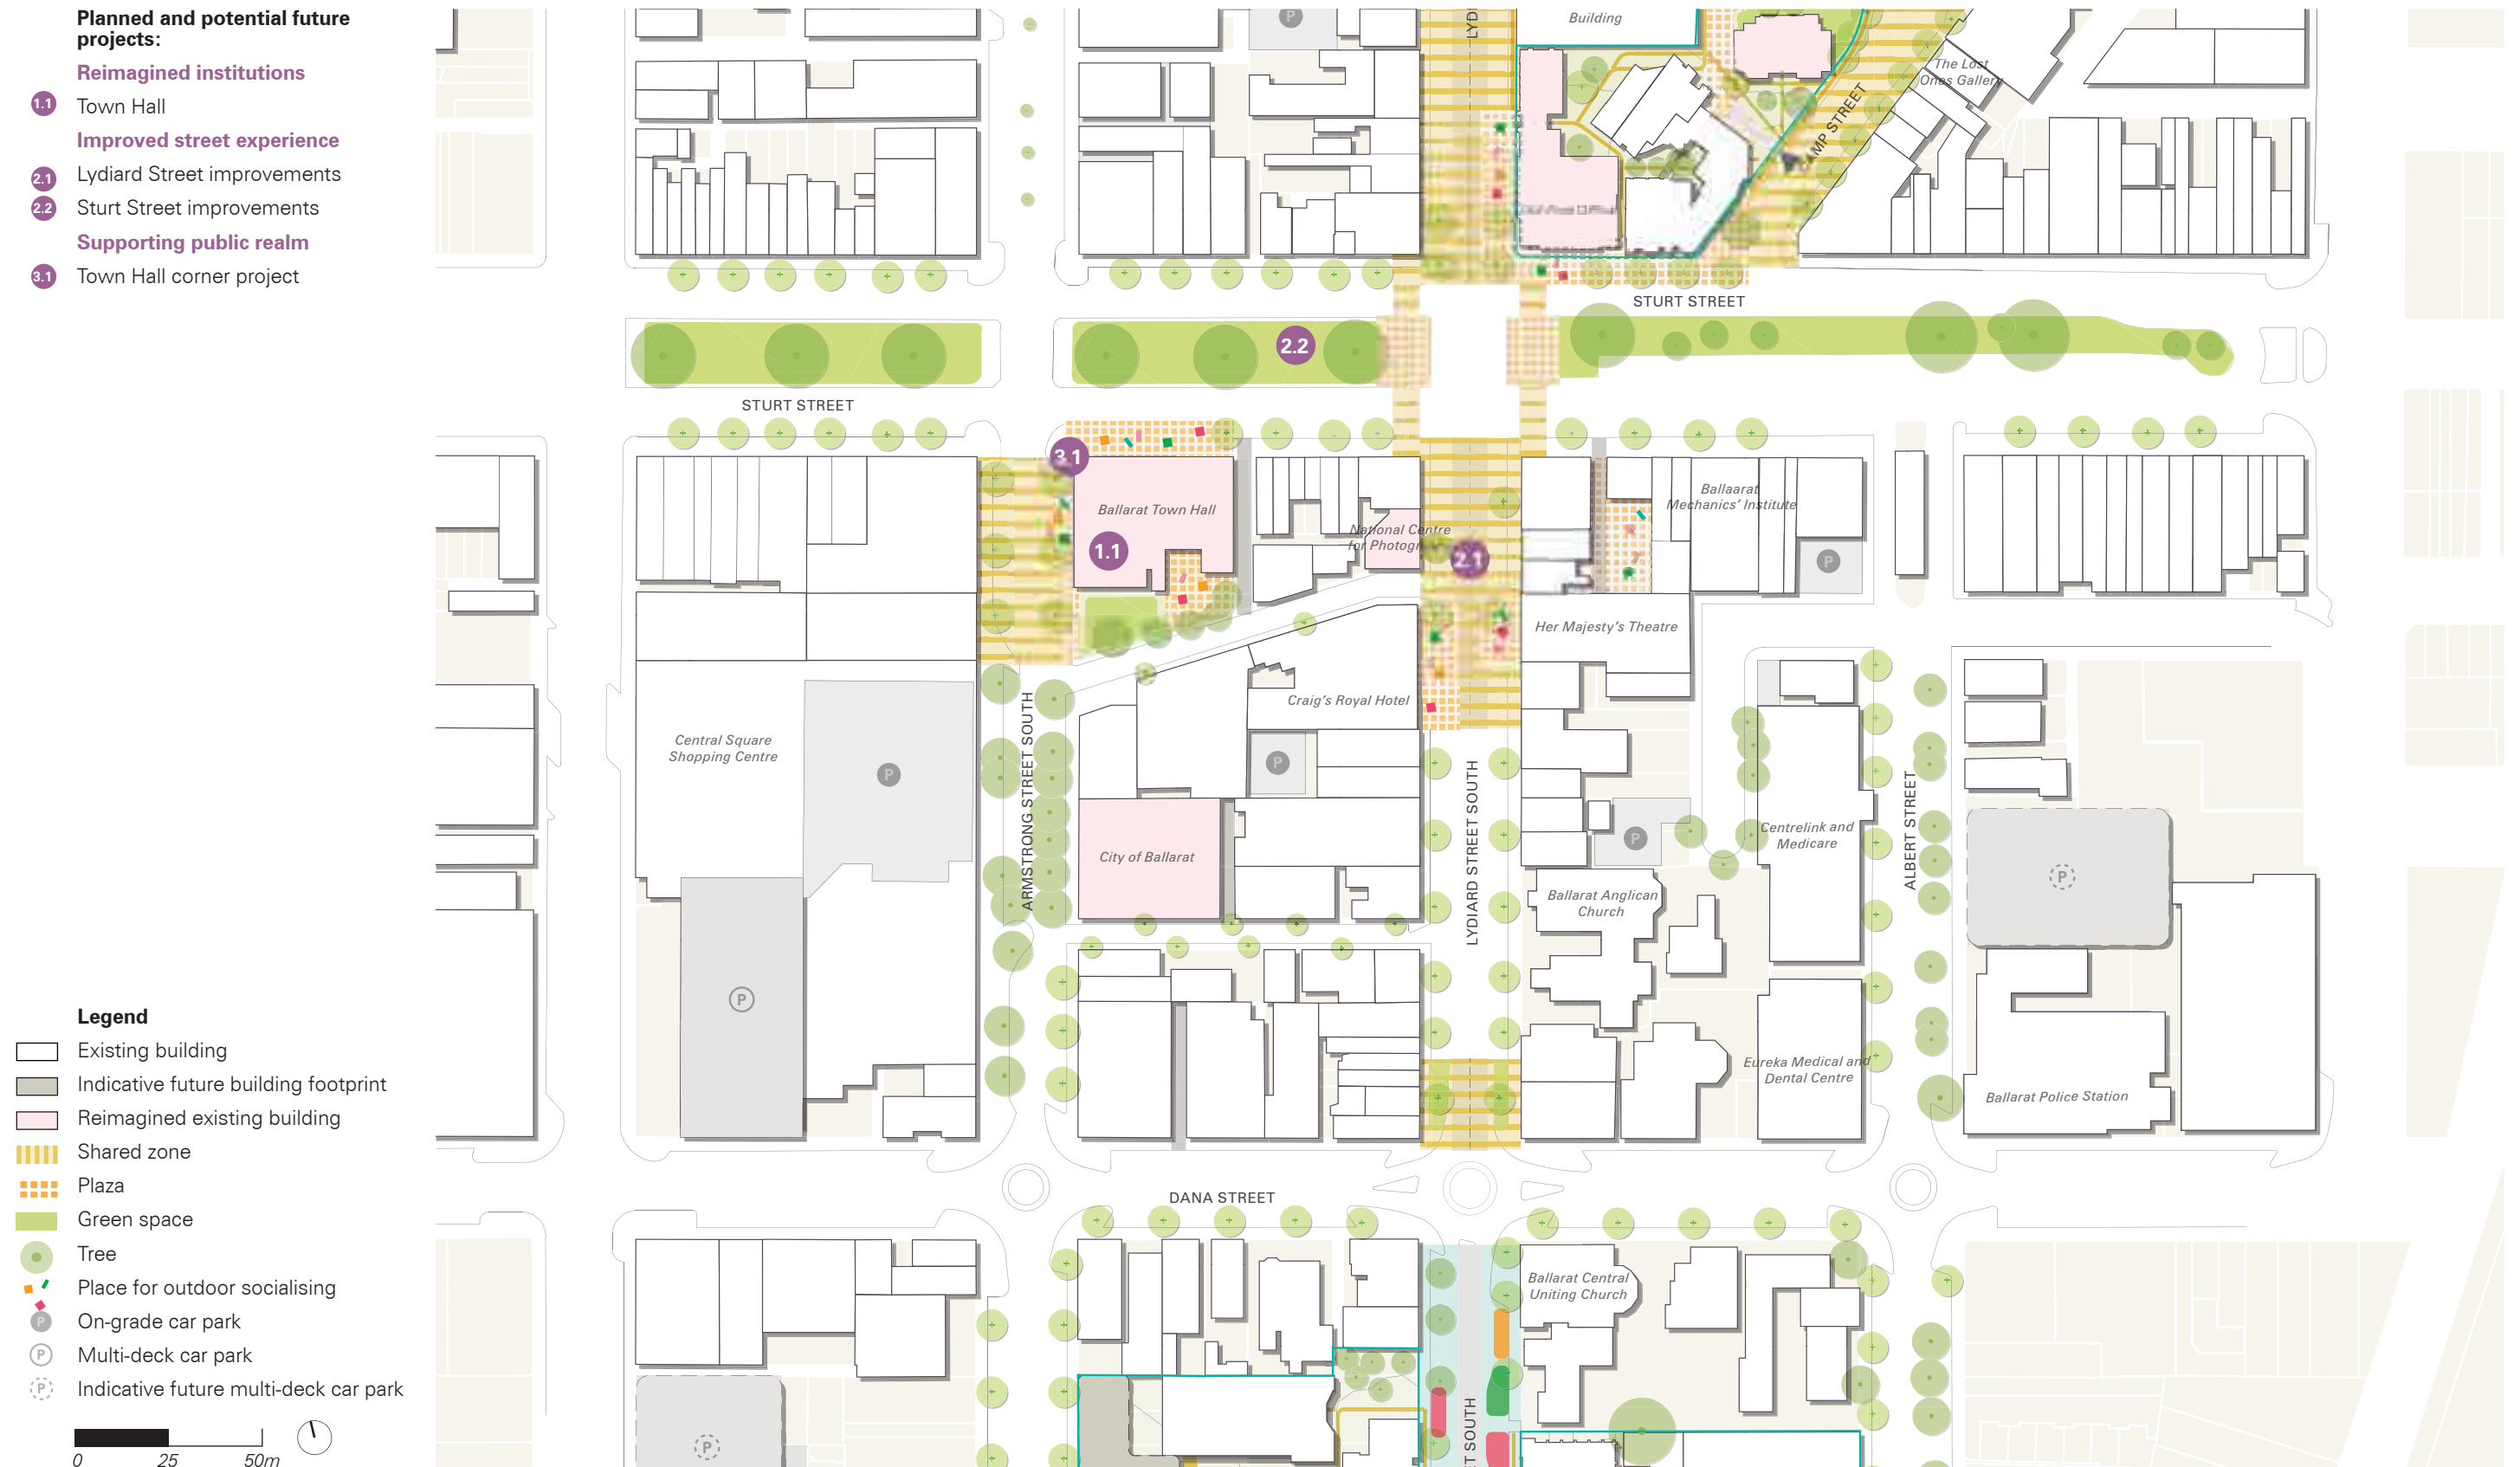 Planned and potential future
projects:
Reimagined institutions
1.1 Town Hall
Improved street experience
2.1 Lydiard Street improvements
2.2 Sturt Street improvements
Supporting public realm
3.1 Town Hall corner project
Legend
Existing building
Indicative future building footprint
Reimagined existing building
Shared zone
Plaza
Green space
Tree
Place for outdoor socialising
P On-grade car park
P Multi-deck car park
P Indicative future multi-deck car park
0 25 50m
P
LYDI
Building
The Lost
Ones Gallery
MP STREET
STURT STREET
2.2
STURT STREET
3.1
Ballarat Town Hall
1.1
National Centre
for Photogr
2.1
Ballaarat
Mechanics' Institute
P
Her Majesty's Theatre
Craig's Royal Hotel
P
Central Square
Shopping Centre
P
ARMSTRONG STREET SOUTH
City of Ballarat
LYDIARD STREET SOUTH
P
Centrelink and
Medicare
ALBERT STREET
P
Ballarat Anglican
Church
P
Eureka Medical and
Dental Centre
Ballarat Police Station
DANA STREET
Ballarat Central
Uniting Church
P
ET SOUTH